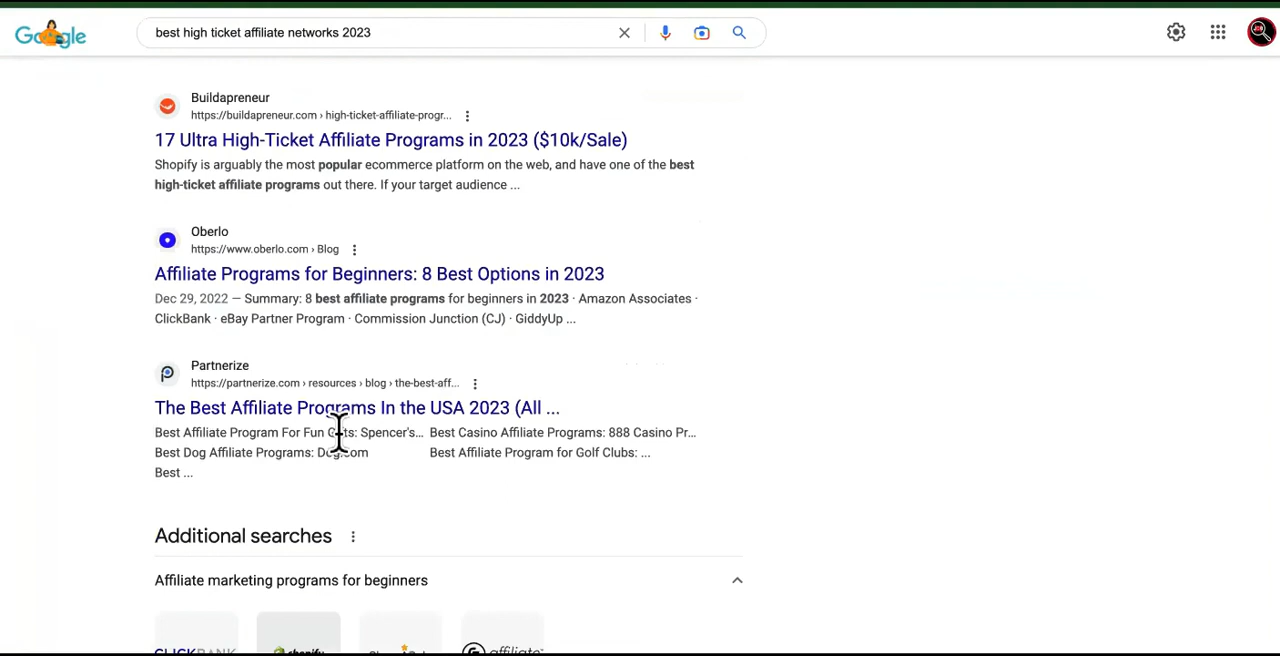 Google
best high ticket affiliate networks 2023
Buildapreneur
https://buildapreneur.com › high-ticket-affiliate-progr...
17 Ultra High-Ticket Affiliate Programs in 2023 ($10k/Sale)
Shopify is arguably the most popular ecommerce platform on the web, and have one of the best
high-ticket affiliate programs out there. If your target audience ...
Oberlo
https://www.oberlo.com › Blog
Affiliate Programs for Beginners: 8 Best Options in 2023
Dec 29, 2022 — Summary: 8 best affiliate programs for beginners in 2023 · Amazon Associates ·
ClickBank · eBay Partner Program · Commission Junction (CJ) · GiddyUp ...
Partnerize
https://partnerize.com › resources › blog › the-best-aff...
The Best Affiliate Programs In the USA 2023 (All ...
Best Affiliate Program For Fun Gifts: Spencer's... Best Casino Affiliate Programs: 888 Casino Pr...
Best Dog Affiliate Programs: Dog.com Best Affiliate Program for Golf Clubs: ...
Best ...
Additional searches
Affiliate marketing programs for beginners
CLICKBANK shopify affiliate